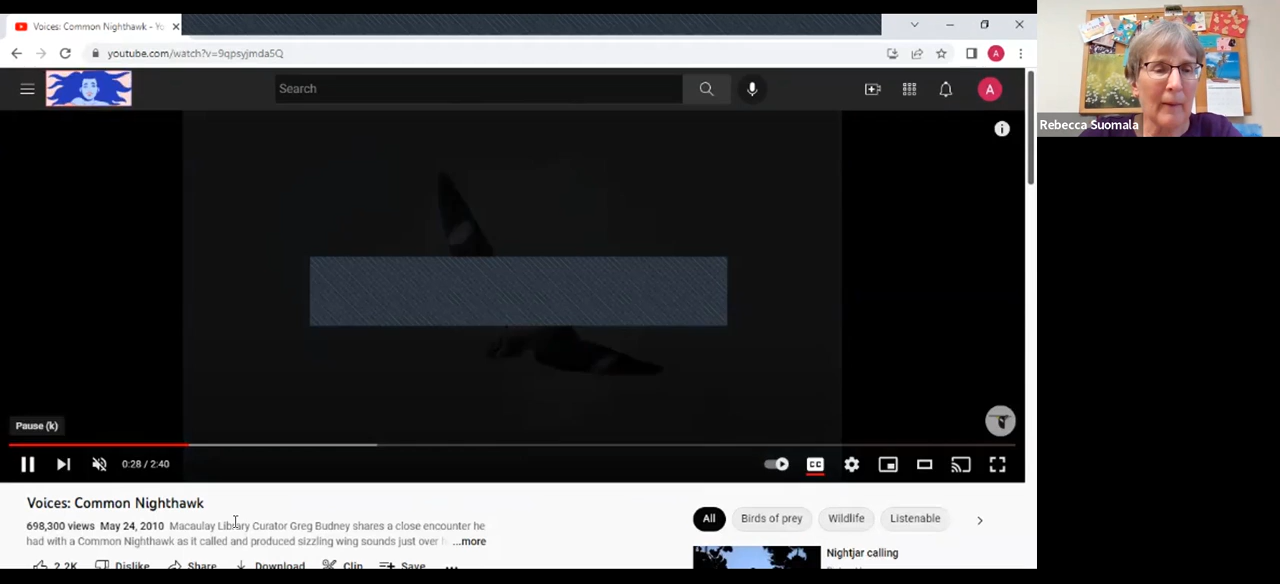 Voices: Common Nighthawk - Yo
youtube.com/watch?v=9qpsyjmda5Q
A
Search
A
Rebecca Suomala
Pause (k)
0:28 / 2:40
CC
Voices: Common Nighthawk
698,300 views May 24, 2010 Macaulay Library Curator Greg Budney shares a close encounter he
had with a Common Nighthawk as it called and produced sizzling wing sounds just over h ...more
2.2K Dislike Share Download Clip Save
All Birds of prey Wildlife Listenable
Nightjar calling